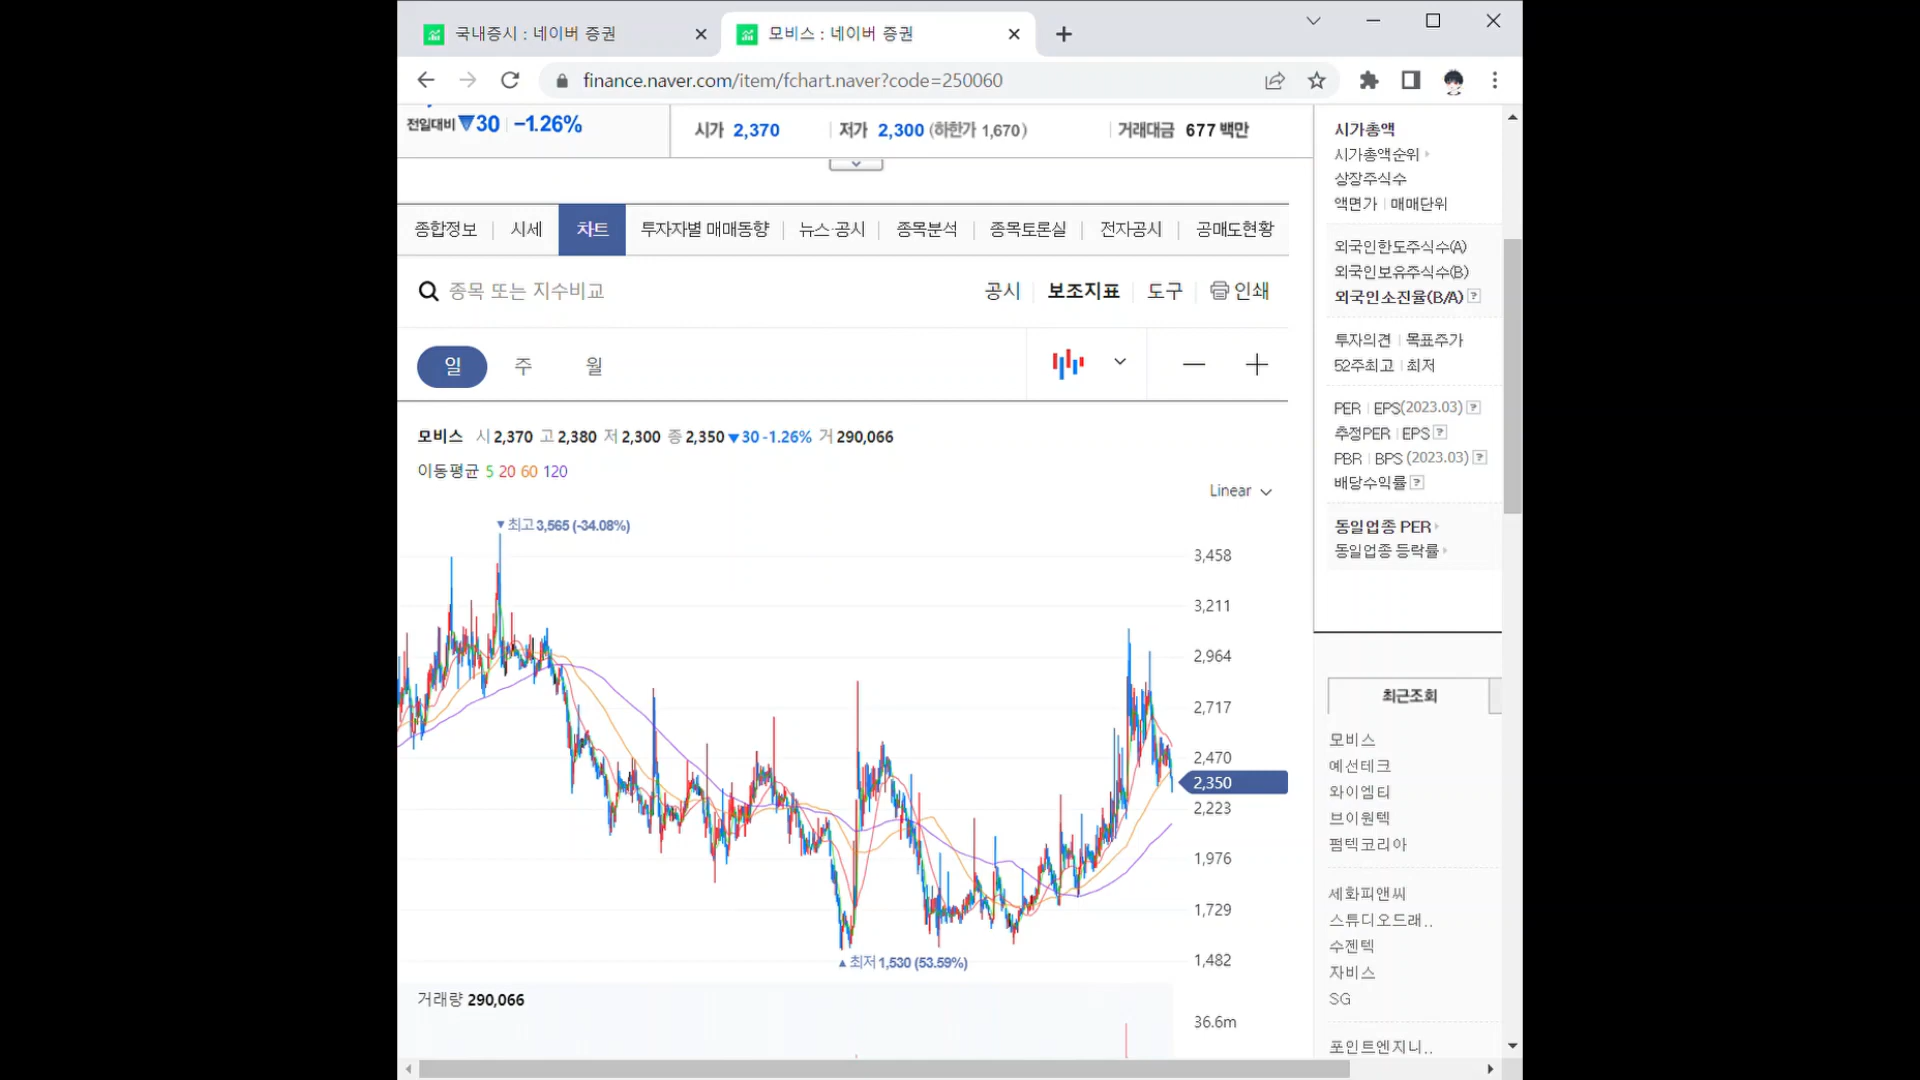 국내증시 : 네이버 증권
모비스 : 네이버 증권
finance.naver.com/item/fchart.naver?code=250060
전일대비 ▼30 -1.26%
시가 2,370 저가 2,300 (하한가 1,670) 거래대금 677 백만
종합정보 시세 차트 투자자별 매매동향 뉴스·공시 종목분석 종목토론실 전자공시 공매도현황
종목 또는 지수비교
공시 보조지표 도구 인쇄
일 주 월
모비스 시 2,370 고 2,380 저 2,300 종 2,350 ▼30 -1.26% 거 290,066
이동평균 5 20 60 120
Linear
▼최고 3,565 (-34.08%)
3,458
3,211
2,964
2,717
2,470
2,350
2,223
1,976
1,729
1,482
▲최저 1,530 (53.59%)
거래량 290,066
36.6m
시가총액
시가총액순위
상장주식수
액면가 매매단위
외국인한도주식수(A)
외국인보유주식수(B)
외국인소진율(B/A) ?
투자의견 목표주가
52주최고 최저
PER EPS(2023.03) ?
추정PER EPS ?
PBR BPS (2023.03) ?
배당수익률 ?
동일업종 PER
동일업종 등락률
최근조회
모비스
예선테크
와이엠티
브이원텍
펌텍코리아
세화피앤씨
스튜디오드래..
수젠텍
자비스
SG
포인트엔지니..